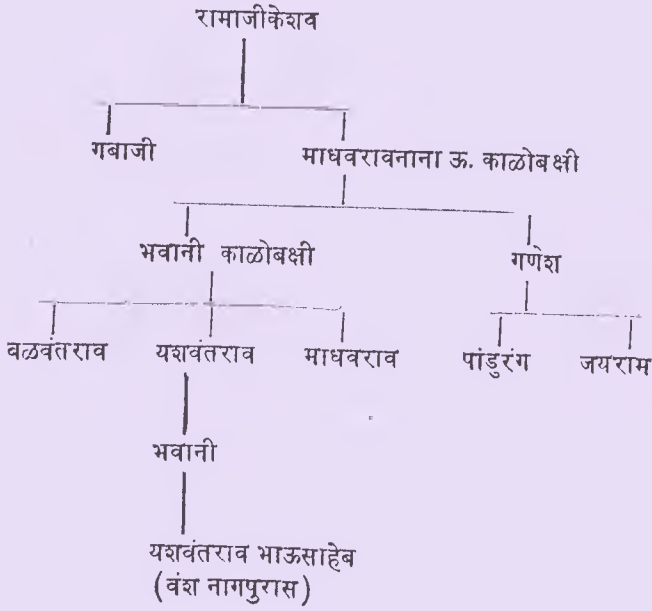 रामाजीकेशव
गबाजी माधवरावनाना ऊ. काळोबक्षी
भवानी काळोबक्षी गणेश
बळवंतराव यशवंतराव माधवराव पांडुरंग जयराम
भवानी
यशवंतराव भाऊसाहेब
(वंश नागपुरास)